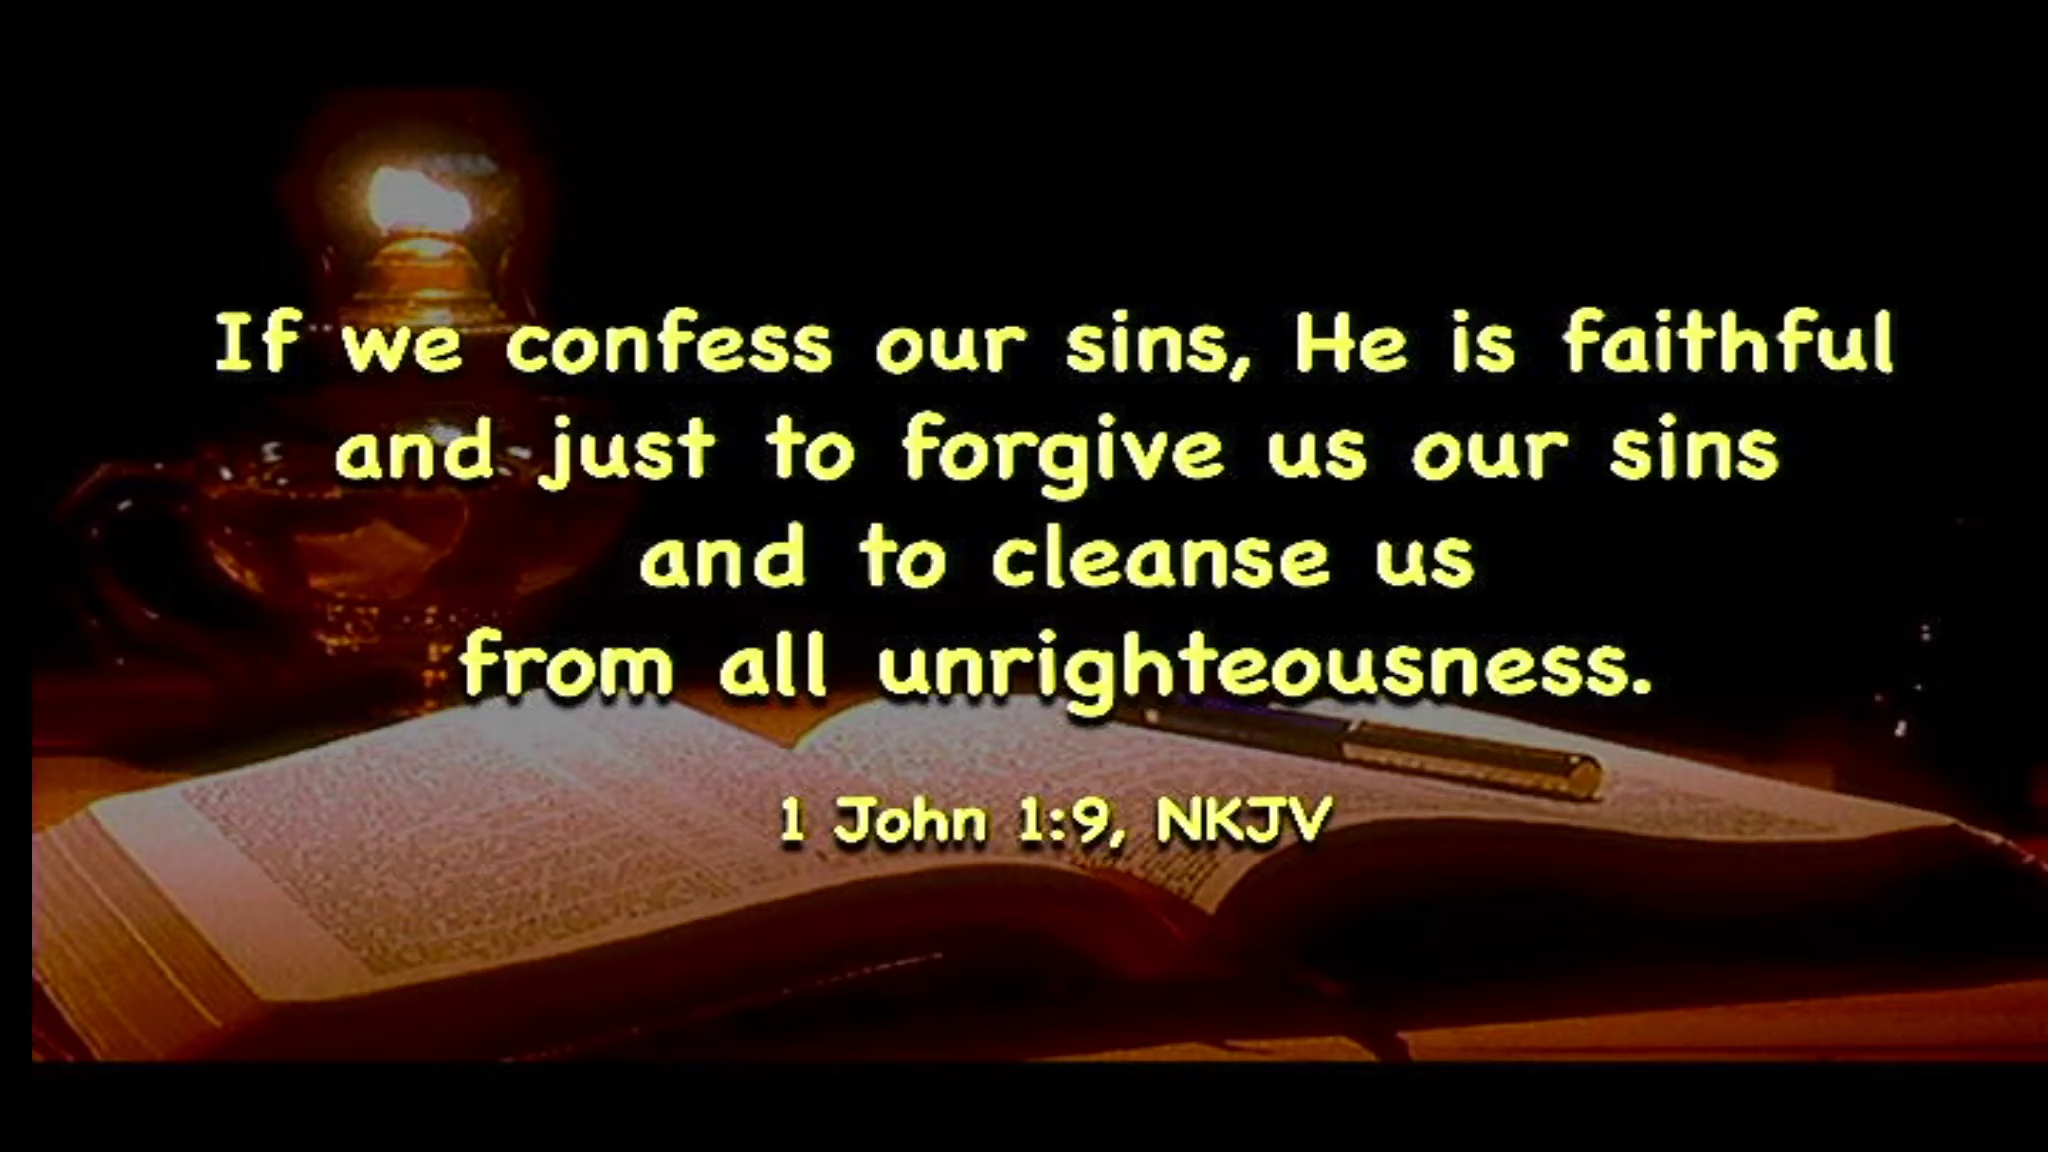 If we confess our sins, He is faithful
and just to forgive us our sins
and to cleanse us
from all unrighteousness.
1 John 1:9, NKJV